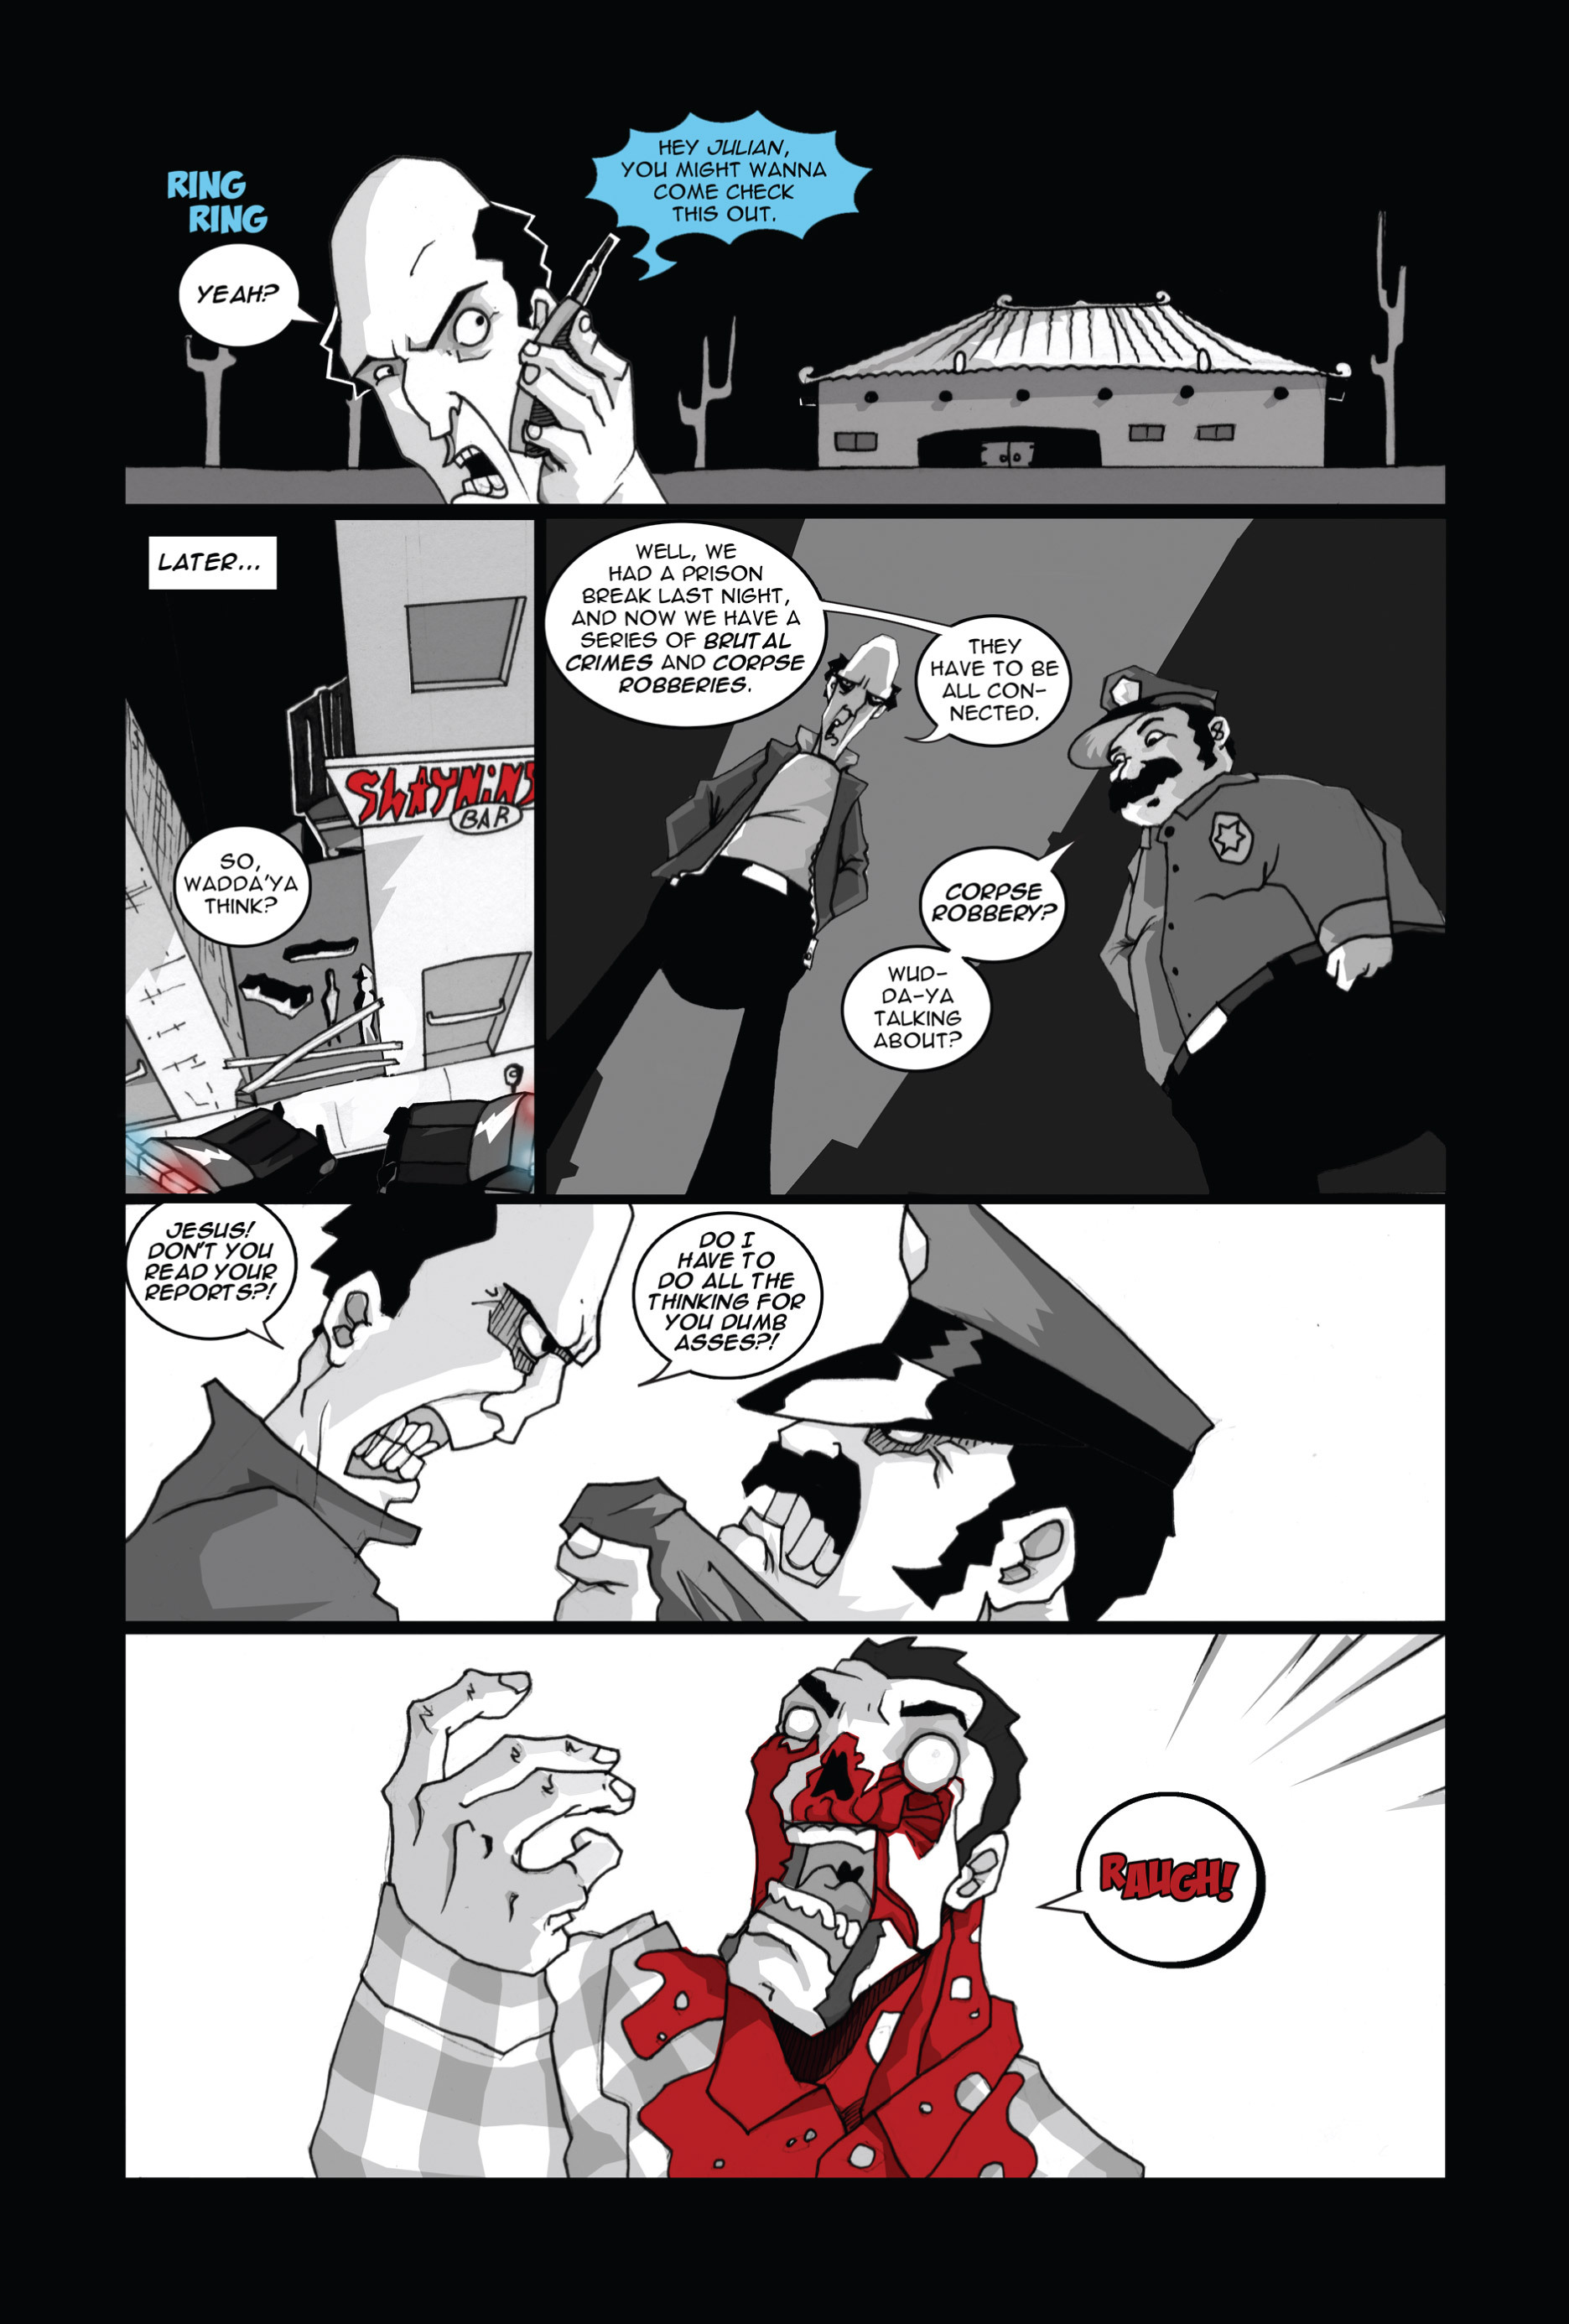 RING
RING
YEAH?
HEY JULIAN,
YOU MIGHT WANNA
COME CHECK
THIS OUT.
LATER...
SLAYNiNS
BAR
SO,
WADDA'YA
THINK?
WELL, WE
HAD A PRISON
BREAK LAST NIGHT,
AND NOW WE HAVE A
SERIES OF BRUTAL
CRIMES AND CORPSE
ROBBERIES.
THEY
HAVE TO BE
ALL CON-
NECTED.
CORPSE
ROBBERY?
WUD-
DA-YA
TALKING
ABOUT?
JESUS!
DON'T YOU
READ YOUR
REPORTS?!
DO I
HAVE TO
DO ALL THE
THINKING FOR
YOU DUMB
ASSES?!
RAUGH!